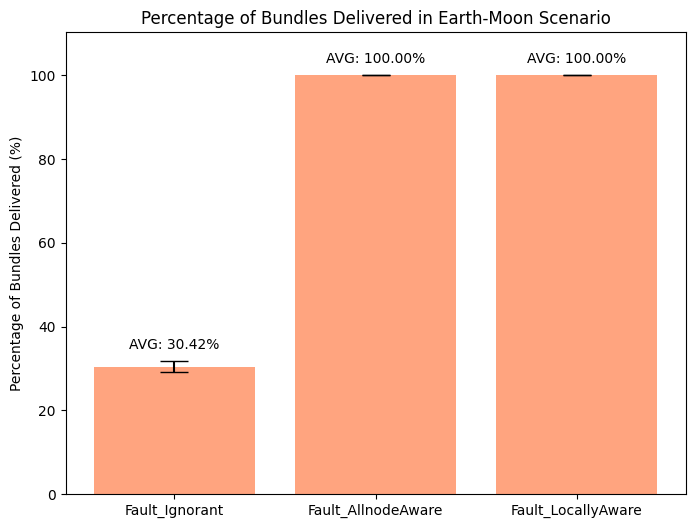 Percentage of Bundles Delivered in Earth-Moon Scenario
Percentage of Bundles Delivered (%)
100
80
60
40
20
0
AVG: 30.42%
AVG: 100.00%
AVG: 100.00%
Fault_Ignorant
Fault_AllnodeAware
Fault_LocallyAware